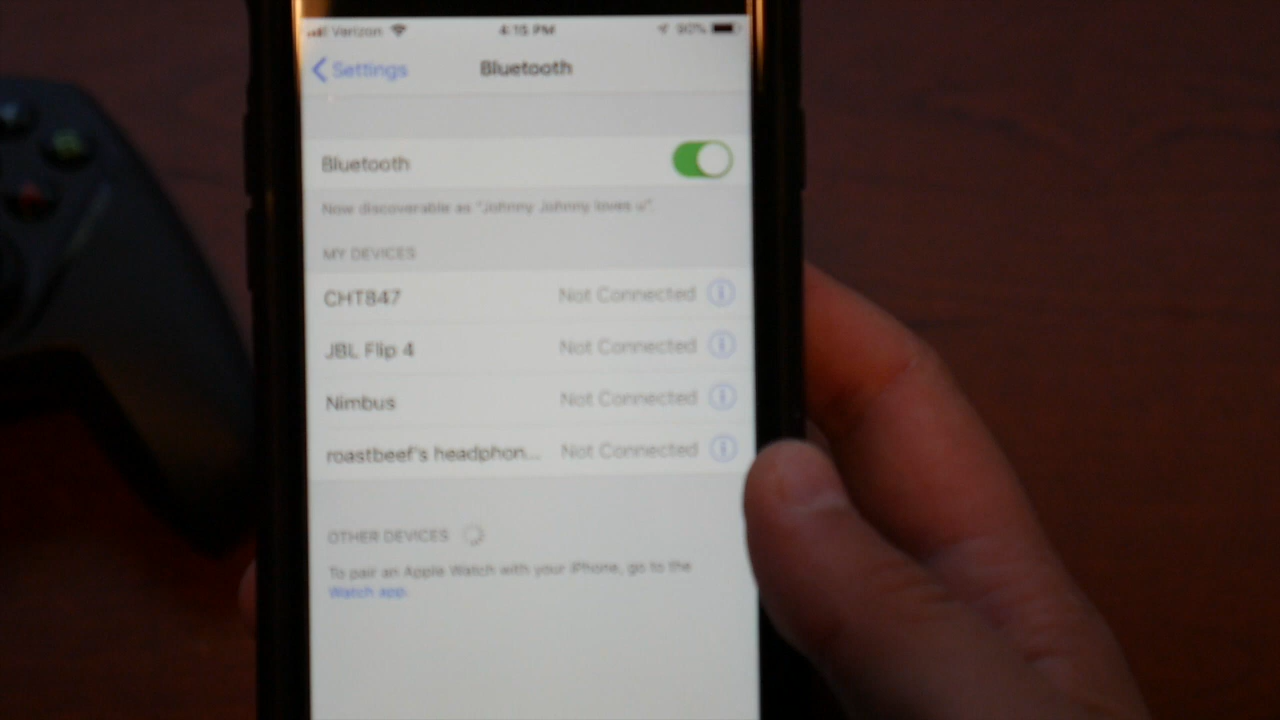 Verizon 4:15 PM 90%
Settings Bluetooth
Bluetooth
Now discoverable as "Johnny Johnny loves u".
MY DEVICES
CHT847 Not Connected
JBL Flip 4 Not Connected
Nimbus Not Connected
roastbeef's headphon... Not Connected
OTHER DEVICES
To pair an Apple Watch with your iPhone, go to the
Watch app.